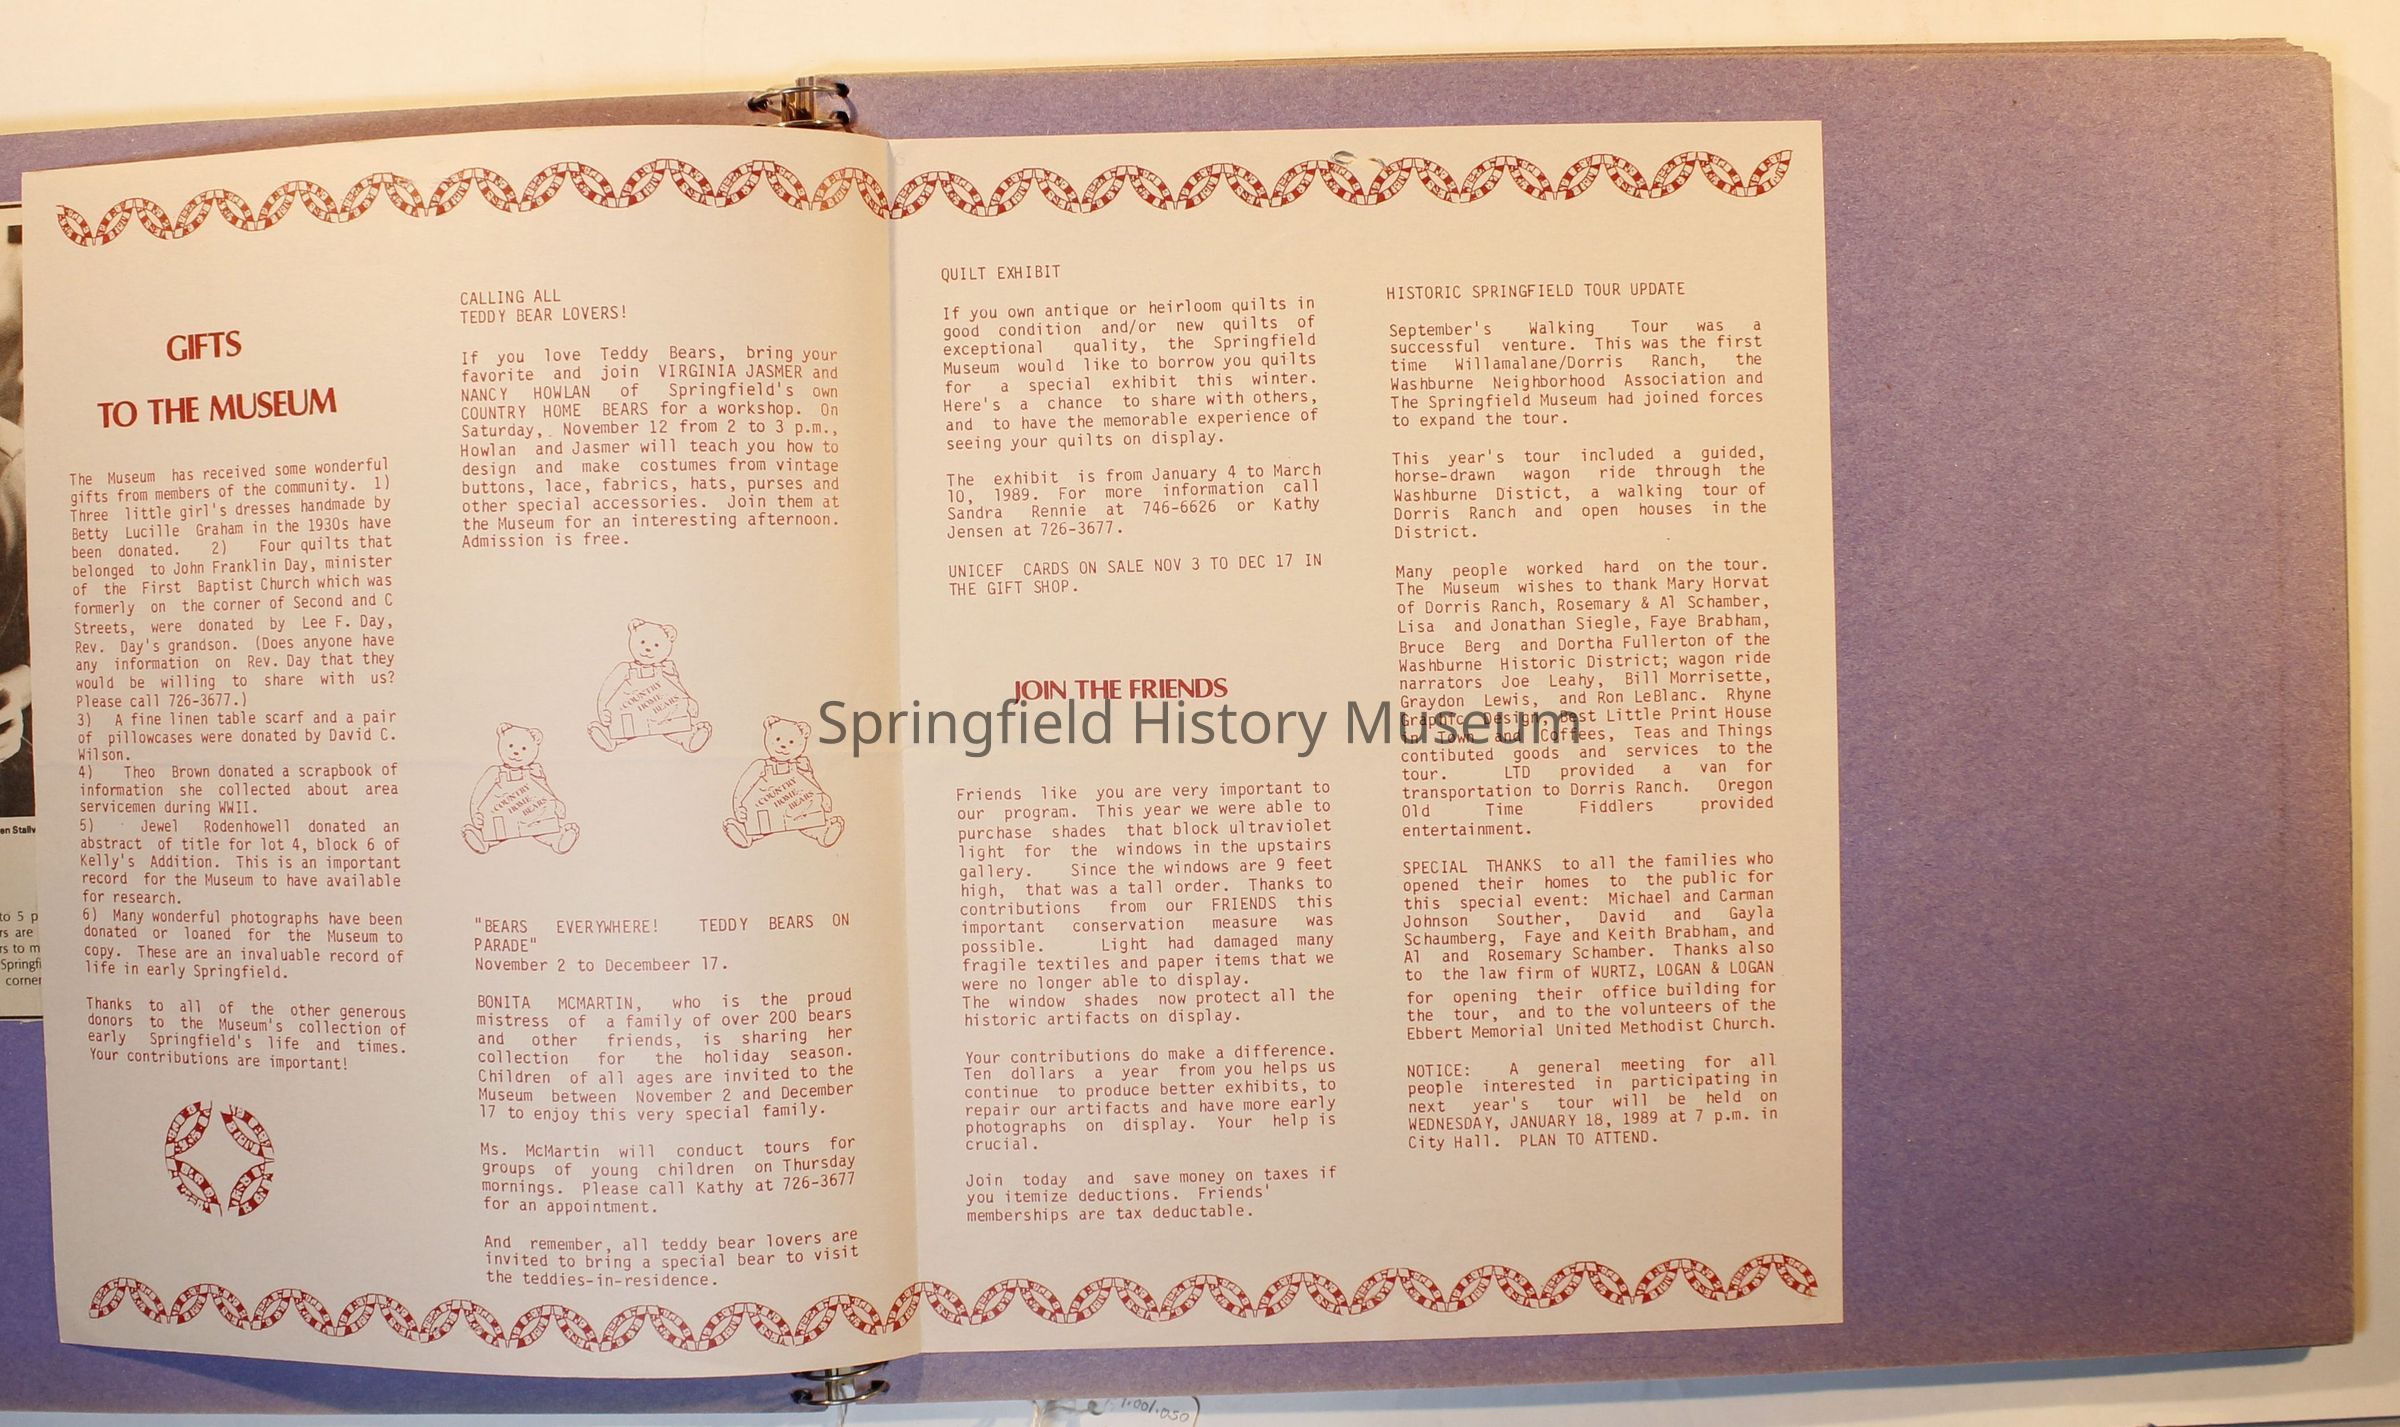 GIFTS
TO THE MUSEUM
The Museum has received some wonderful
gifts from members of the community. 1)
Three little girl's dresses handmade by
Betty Lucille Graham in the 1930s have
been donated. 2) Four quilts that
belonged to John Franklin Day, minister
of the First Baptist Church which was
formerly on the corner of Second and C
Streets, were donated by Lee F. Day,
Rev. Day's grandson. (Does anyone have
any information on Rev. Day that they
would be willing to share with us?
Please call 726-3677.)
3) A fine linen table scarf and a pair
of pillowcases were donated by David C.
Wilson.
4) Theo Brown donated a scrapbook of
information she collected about area
servicemen during WWII.
5) Jewel Rodenhowell donated an
abstract of title for lot 4, block 6 of
Kelly's Addition. This is an important
record for the Museum to have available
for research.
6) Many wonderful photographs have been
donated or loaned for the Museum to
copy. These are an invaluable record of
life in early Springfield.
Thanks to all of the other generous
donors to the Museum's collection of
early Springfield's life and times.
Your contributions are important!
CALLING ALL
TEDDY BEAR LOVERS!
If you love Teddy Bears, bring your
favorite and join VIRGINIA JASMER and
NANCY HOWLAN of Springfield's own
COUNTRY HOME BEARS for a workshop. On
Saturday, November 12 from 2 to 3 p.m.,
Howlan and Jasmer will teach you how to
design and make costumes from vintage
buttons, lace, fabrics, hats, purses and
other special accessories. Join them at
the Museum for an interesting afternoon.
Admission is free.
COUNTRY
HOME
BEARS
COUNTRY
HOME
BEARS
COUNTRY
HOME
BEARS
"BEARS EVERYWHERE! TEDDY BEARS ON
PARADE"
November 2 to Decembeer 17.
BONITA MCMARTIN, who is the proud
mistress of a family of over 200 bears
and other friends, is sharing her
collection for the holiday season.
Children of all ages are invited to the
Museum between November 2 and December
17 to enjoy this very special family.
Ms. McMartin will conduct tours for
groups of young children on Thursday
mornings. Please call Kathy at 726-3677
for an appointment.
And remember, all teddy bear lovers are
invited to bring a special bear to visit
the teddies-in-residence.
QUILT EXHIBIT
If you own antique or heirloom quilts in
good condition and/or new quilts of
exceptional quality, the Springfield
Museum would like to borrow you quilts
for a special exhibit this winter.
Here's a chance to share with others,
and to have the memorable experience of
seeing your quilts on display.
The exhibit is from January 4 to March
10, 1989. For more information call
Sandra Rennie at 746-6626 or Kathy
Jensen at 726-3677.
UNICEF CARDS ON SALE NOV 3 TO DEC 17 IN
THE GIFT SHOP.
JOIN THE FRIENDS
Friends like you are very important to
our program. This year we were able to
purchase shades that block ultraviolet
light for the windows in the upstairs
gallery. Since the windows are 9 feet
high, that was a tall order. Thanks to
contributions from our FRIENDS this
important conservation measure was
possible. Light had damaged many
fragile textiles and paper items that we
were no longer able to display.
The window shades now protect all the
historic artifacts on display.
Your contributions do make a difference.
Ten dollars a year from you helps us
continue to produce better exhibits, to
repair our artifacts and have more early
photographs on display. Your help is
crucial.
Join today and save money on taxes if
you itemize deductions. Friends'
memberships are tax deductable.
HISTORIC SPRINGFIELD TOUR UPDATE
September's Walking Tour was a
successful venture. This was the first
time Willamalane/Dorris Ranch, the
Washburne Neighborhood Association and
The Springfield Museum had joined forces
to expand the tour.
This year's tour included a guided,
horse-drawn wagon ride through the
Washburne Distict, a walking tour of
Dorris Ranch and open houses in the
District.
Many people worked hard on the tour.
The Museum wishes to thank Mary Horvat
of Dorris Ranch, Rosemary & Al Schamber,
Lisa and Jonathan Siegle, Faye Brabham,
Bruce Berg and Dortha Fullerton of the
Washburne Historic District; wagon ride
narrators Joe Leahy, Bill Morrisette,
Graydon Lewis, and Ron LeBlanc. Rhyne
Graphic Design, Best Little Print House
in Town and Coffees, Teas and Things
contibuted goods and services to the
tour. LTD provided a van for
transportation to Dorris Ranch. Oregon
Old Time Fiddlers provided
entertainment.
SPECIAL THANKS to all the families who
opened their homes to the public for
this special event: Michael and Carman
Johnson Souther, David and Gayla
Schaumberg, Faye and Keith Brabham, and
Al and Rosemary Schamber. Thanks also
to the law firm of WURTZ, LOGAN & LOGAN
for opening their office building for
the tour, and to the volunteers of the
Ebbert Memorial United Methodist Church.
NOTICE: A general meeting for all
people interested in participating in
next year's tour will be held on
WEDNESDAY, JANUARY 18, 1989 at 7 p.m. in
City Hall. PLAN TO ATTEND.
Springfield History Museum
to 5 p
rs are
rs to m
corner